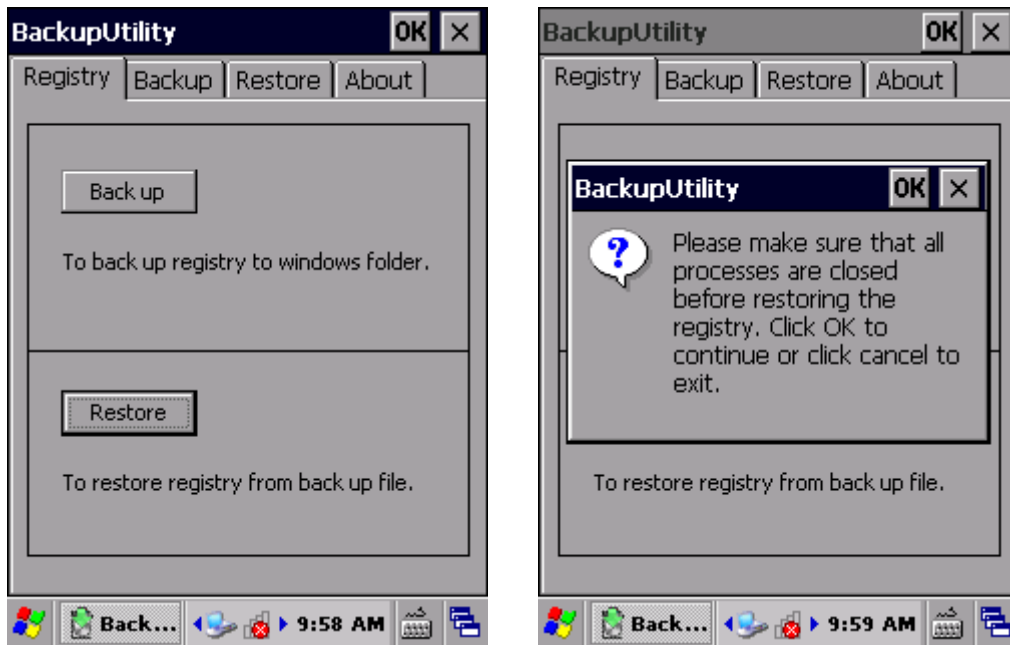 BackupUtility OK ×
Registry Backup Restore About
Back up
To back up registry to windows folder.
Restore
To restore registry from back up file.
Back... 9:58 AM
BackupUtility OK ×
Registry Backup Restore About
BackupUtility OK ×
Please make sure that all
processes are closed
before restoring the
registry. Click OK to
continue or click cancel to
exit.
To restore registry from back up file.
Back... 9:59 AM